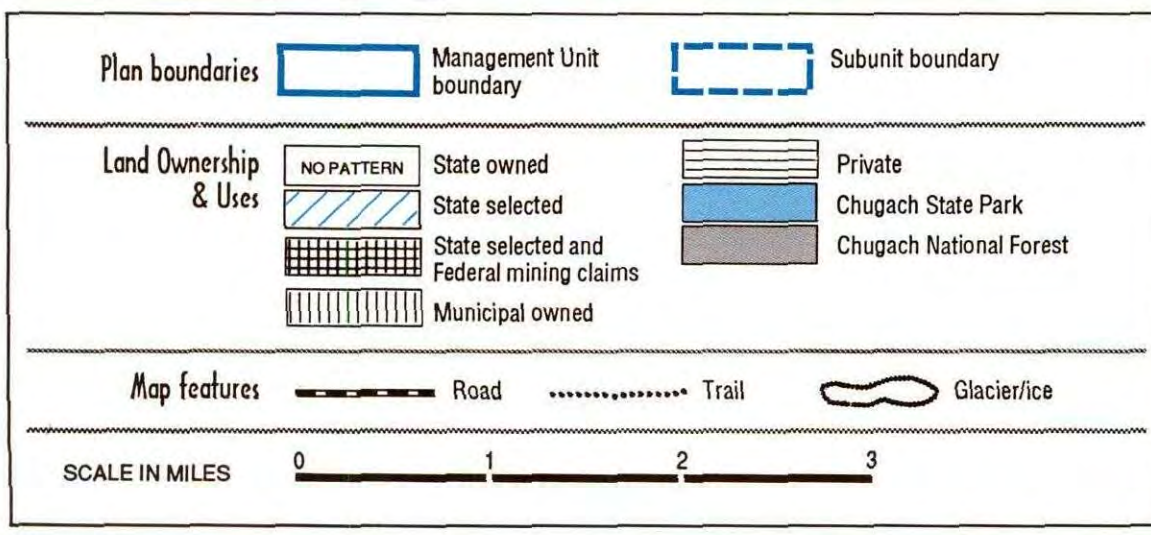 Plan boundaries
Management Unit
boundary
Subunit boundary
Land Ownership
& Uses
NO PATTERN
State owned
State selected
State selected and
Federal mining claims
Municipal owned
Private
Chugach State Park
Chugach National Forest
Map features
Road
Trail
Glacier/ice
SCALE IN MILES
0 1 2 3